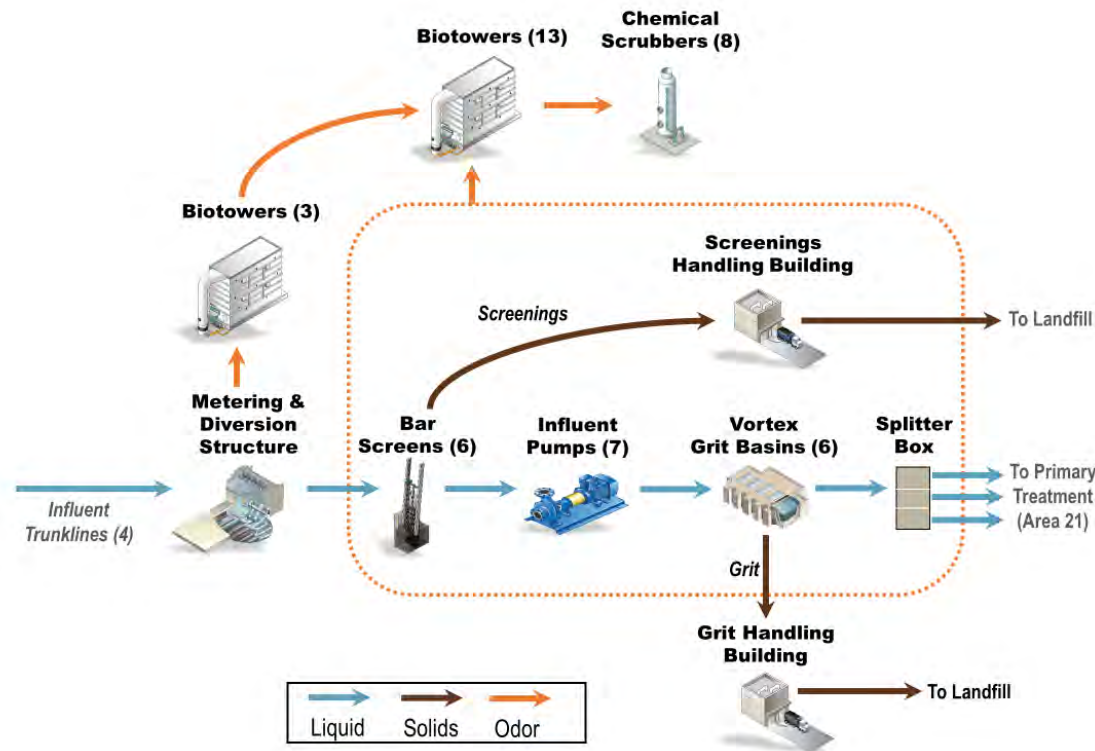 Chemical
Scrubbers (8)
Biotowers (13)
Biotowers (3)
Screenings
Handling Building
Screenings
To Landfill
Metering &
Diversion
Structure
Bar
Screens (6)
Influent
Pumps (7)
Vortex
Grit Basins (6)
Splitter
Box
Influent
Trunklines (4)
To Primary
Treatment
(Area 21)
Grit
Grit Handling
Building
To Landfill
Liquid
Solids
Odor